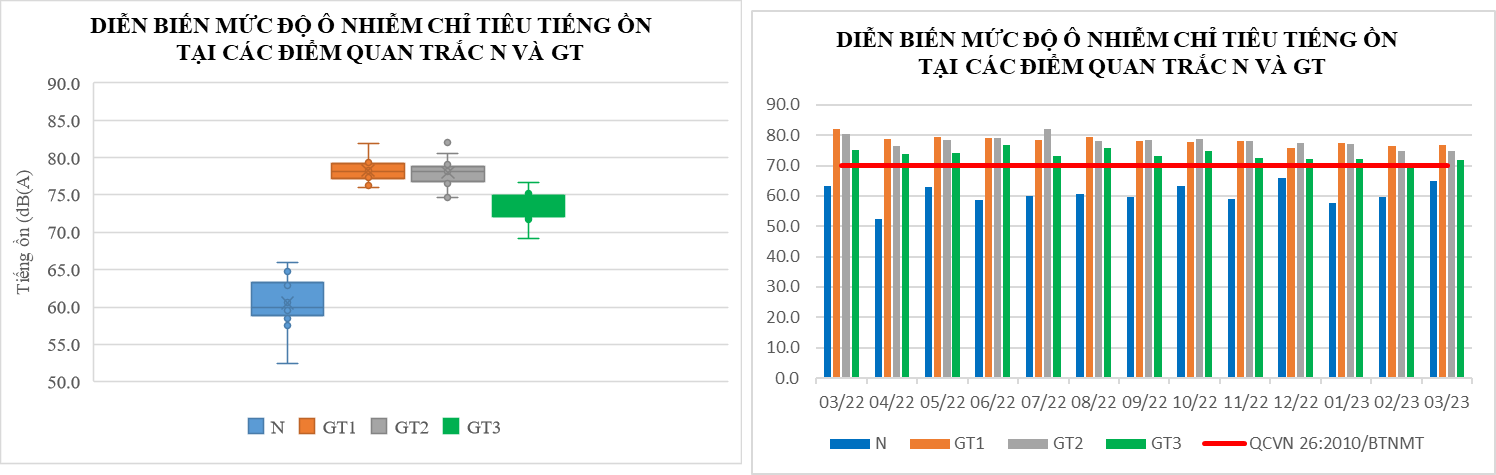 DIỄN BIẾN MỨC ĐỘ Ô NHIỄM CHỈ TIÊU TIẾNG ỒN
TẠI CÁC ĐIỂM QUAN TRẮC N VÀ GT
90.0
85.0
80.0
75.0
70.0
65.0
60.0
55.0
50.0
Tiếng ồn (dB(A)
N GT1 GT2 GT3
DIỄN BIẾN MỨC ĐỘ Ô NHIỄM CHỈ TIÊU TIẾNG ỒN
TẠI CÁC ĐIỂM QUAN TRẮC N VÀ GT
90.0
80.0
70.0
60.0
50.0
40.0
30.0
20.0
10.0
0.0
03/22 04/22 05/22 06/22 07/22 08/22 09/22 10/22 11/22 12/22 01/23 02/23 03/23
N GT1 GT2 GT3 QCVN 26:2010/BTNMT